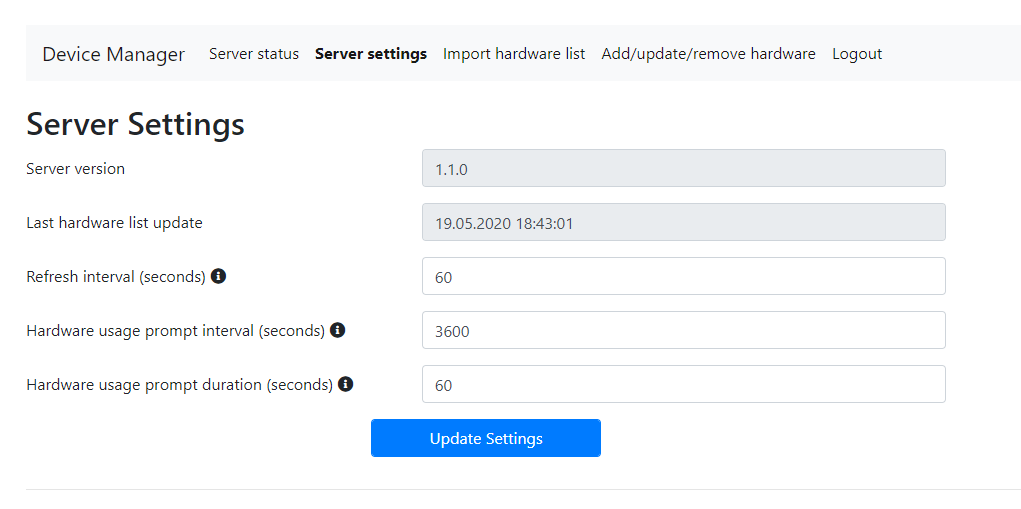 Device Manager Server status Server settings Import hardware list Add/update/remove hardware Logout
Server Settings
Server version 1.1.0
Last hardware list update 19.05.2020 18:43:01
Refresh interval (seconds) 60
Hardware usage prompt interval (seconds) 3600
Hardware usage prompt duration (seconds) 60
Update Settings